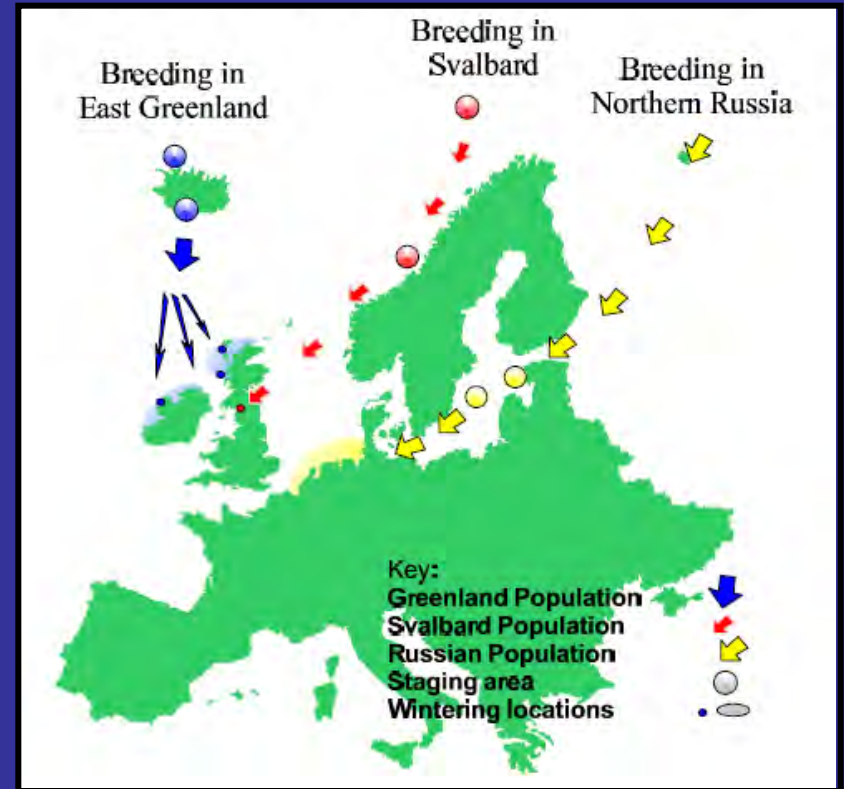 Breeding in
East Greenland
Breeding in
Svalbard
Breeding in
Northern Russia
Key:
Greenland Population
Svalbard Population
Russian Population
Staging area
Wintering locations